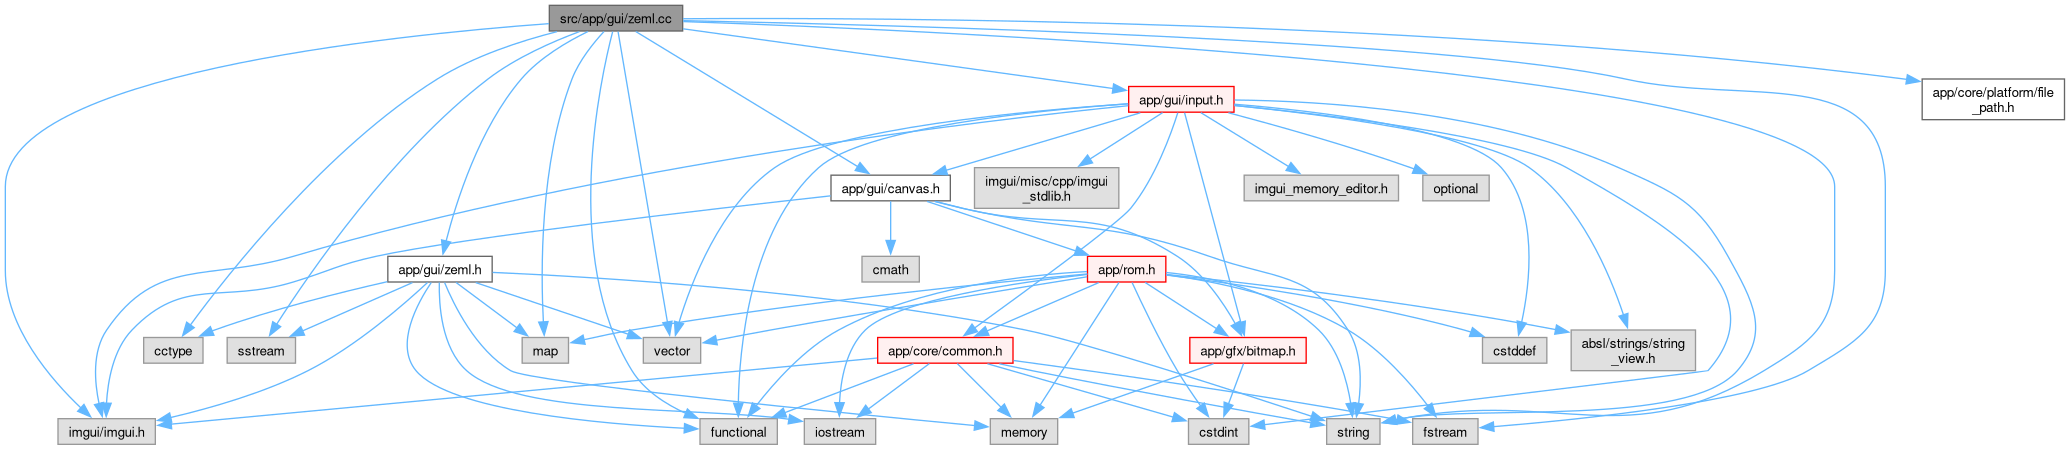 src/app/gui/zeml.cc
app/gui/input.h
app/core/platform/file
_path.h
app/gui/canvas.h
imgui/misc/cpp/imgui
_stdlib.h
imgui_memory_editor.h
optional
app/gui/zeml.h
cmath
app/rom.h
cctype
sstream
map
vector
app/core/common.h
app/gfx/bitmap.h
cstddef
absl/strings/string
_view.h
imgui/imgui.h
functional
iostream
memory
cstdint
string
fstream